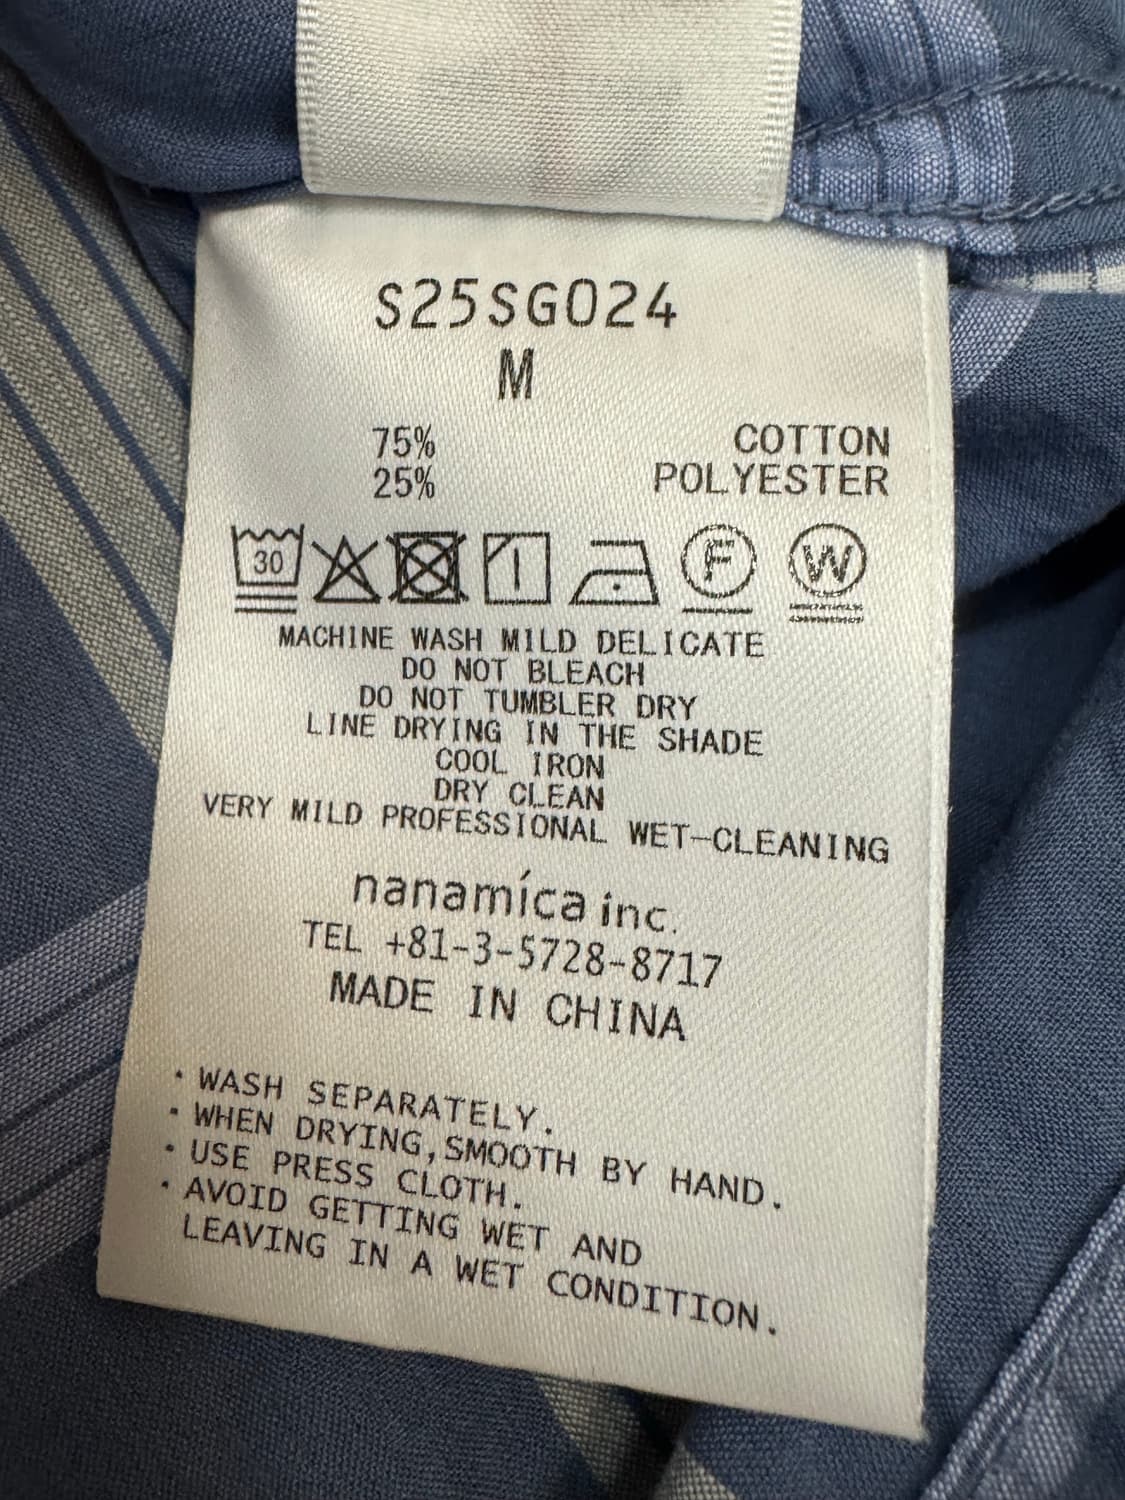 S25SG024
M
75% COTTON
25% POLYESTER
30 F W
MACHINE WASH MILD DELICATE
DO NOT BLEACH
DO NOT TUMBLER DRY
LINE DRYING IN THE SHADE
COOL IRON
DRY CLEAN
VERY MILD PROFESSIONAL WET-CLEANING
nanamica inc.
TEL +81-3-5728-8717
MADE IN CHINA
・WASH SEPARATELY.
・WHEN DRYING,SMOOTH BY HAND.
・USE PRESS CLOTH.
・AVOID GETTING WET AND
LEAVING IN A WET CONDITION.